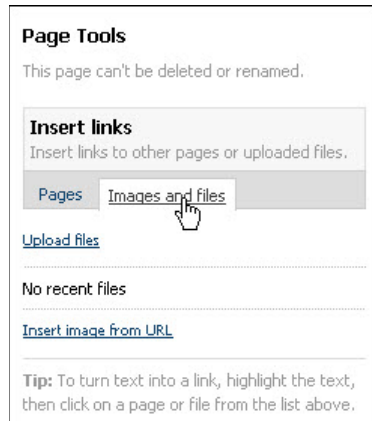 Page Tools
This page can't be deleted or renamed.
Insert links
Insert links to other pages or uploaded files.
Pages Images and files
Upload files
No recent files
Insert image from URL
Tip: To turn text into a link, highlight the text,
then click on a page or file from the list above.